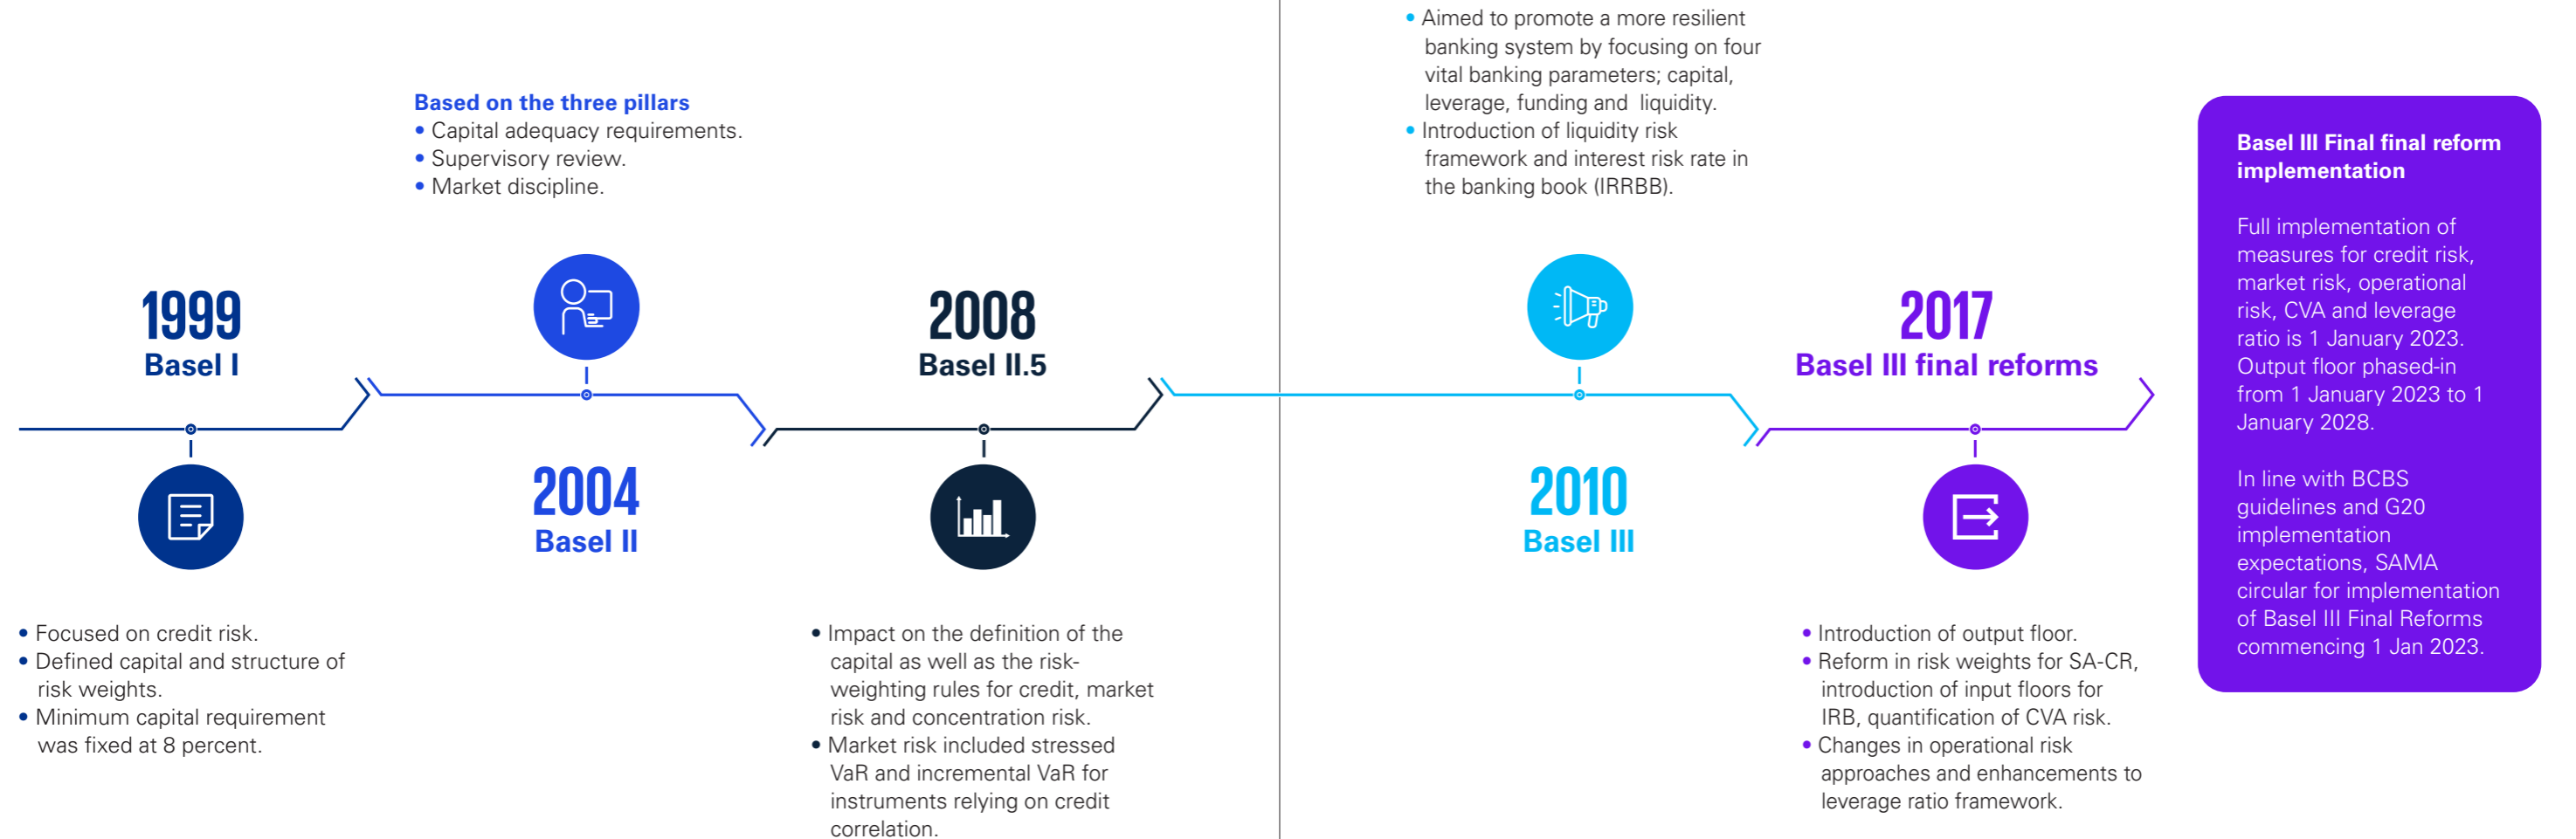 1999
Basel I
• Focused on credit risk.
• Defined capital and structure of
risk weights.
• Minimum capital requirement
was fixed at 8 percent.
Based on the three pillars
• Capital adequacy requirements.
• Supervisory review.
• Market discipline.
2004
Basel II
2008
Basel II.5
• Impact on the definition of the
capital as well as the risk-
weighting rules for credit, market
risk and concentration risk.
• Market risk included stressed
VaR and incremental VaR for
instruments relying on credit
correlation.
• Aimed to promote a more resilient
banking system by focusing on four
vital banking parameters; capital,
leverage, funding and liquidity.
• Introduction of liquidity risk
framework and interest risk rate in
the banking book (IRRBB).
2010
Basel III
2017
Basel III final reforms
• Introduction of output floor.
• Reform in risk weights for SA-CR,
introduction of input floors for
IRB, quantification of CVA risk.
• Changes in operational risk
approaches and enhancements to
leverage ratio framework.
Basel III Final final reform
implementation
Full implementation of
measures for credit risk,
market risk, operational
risk, CVA and leverage
ratio is 1 January 2023.
Output floor phased-in
from 1 January 2023 to 1
January 2028.
In line with BCBS
guidelines and G20
implementation
expectations, SAMA
circular for implementation
of Basel III Final Reforms
commencing 1 Jan 2023.